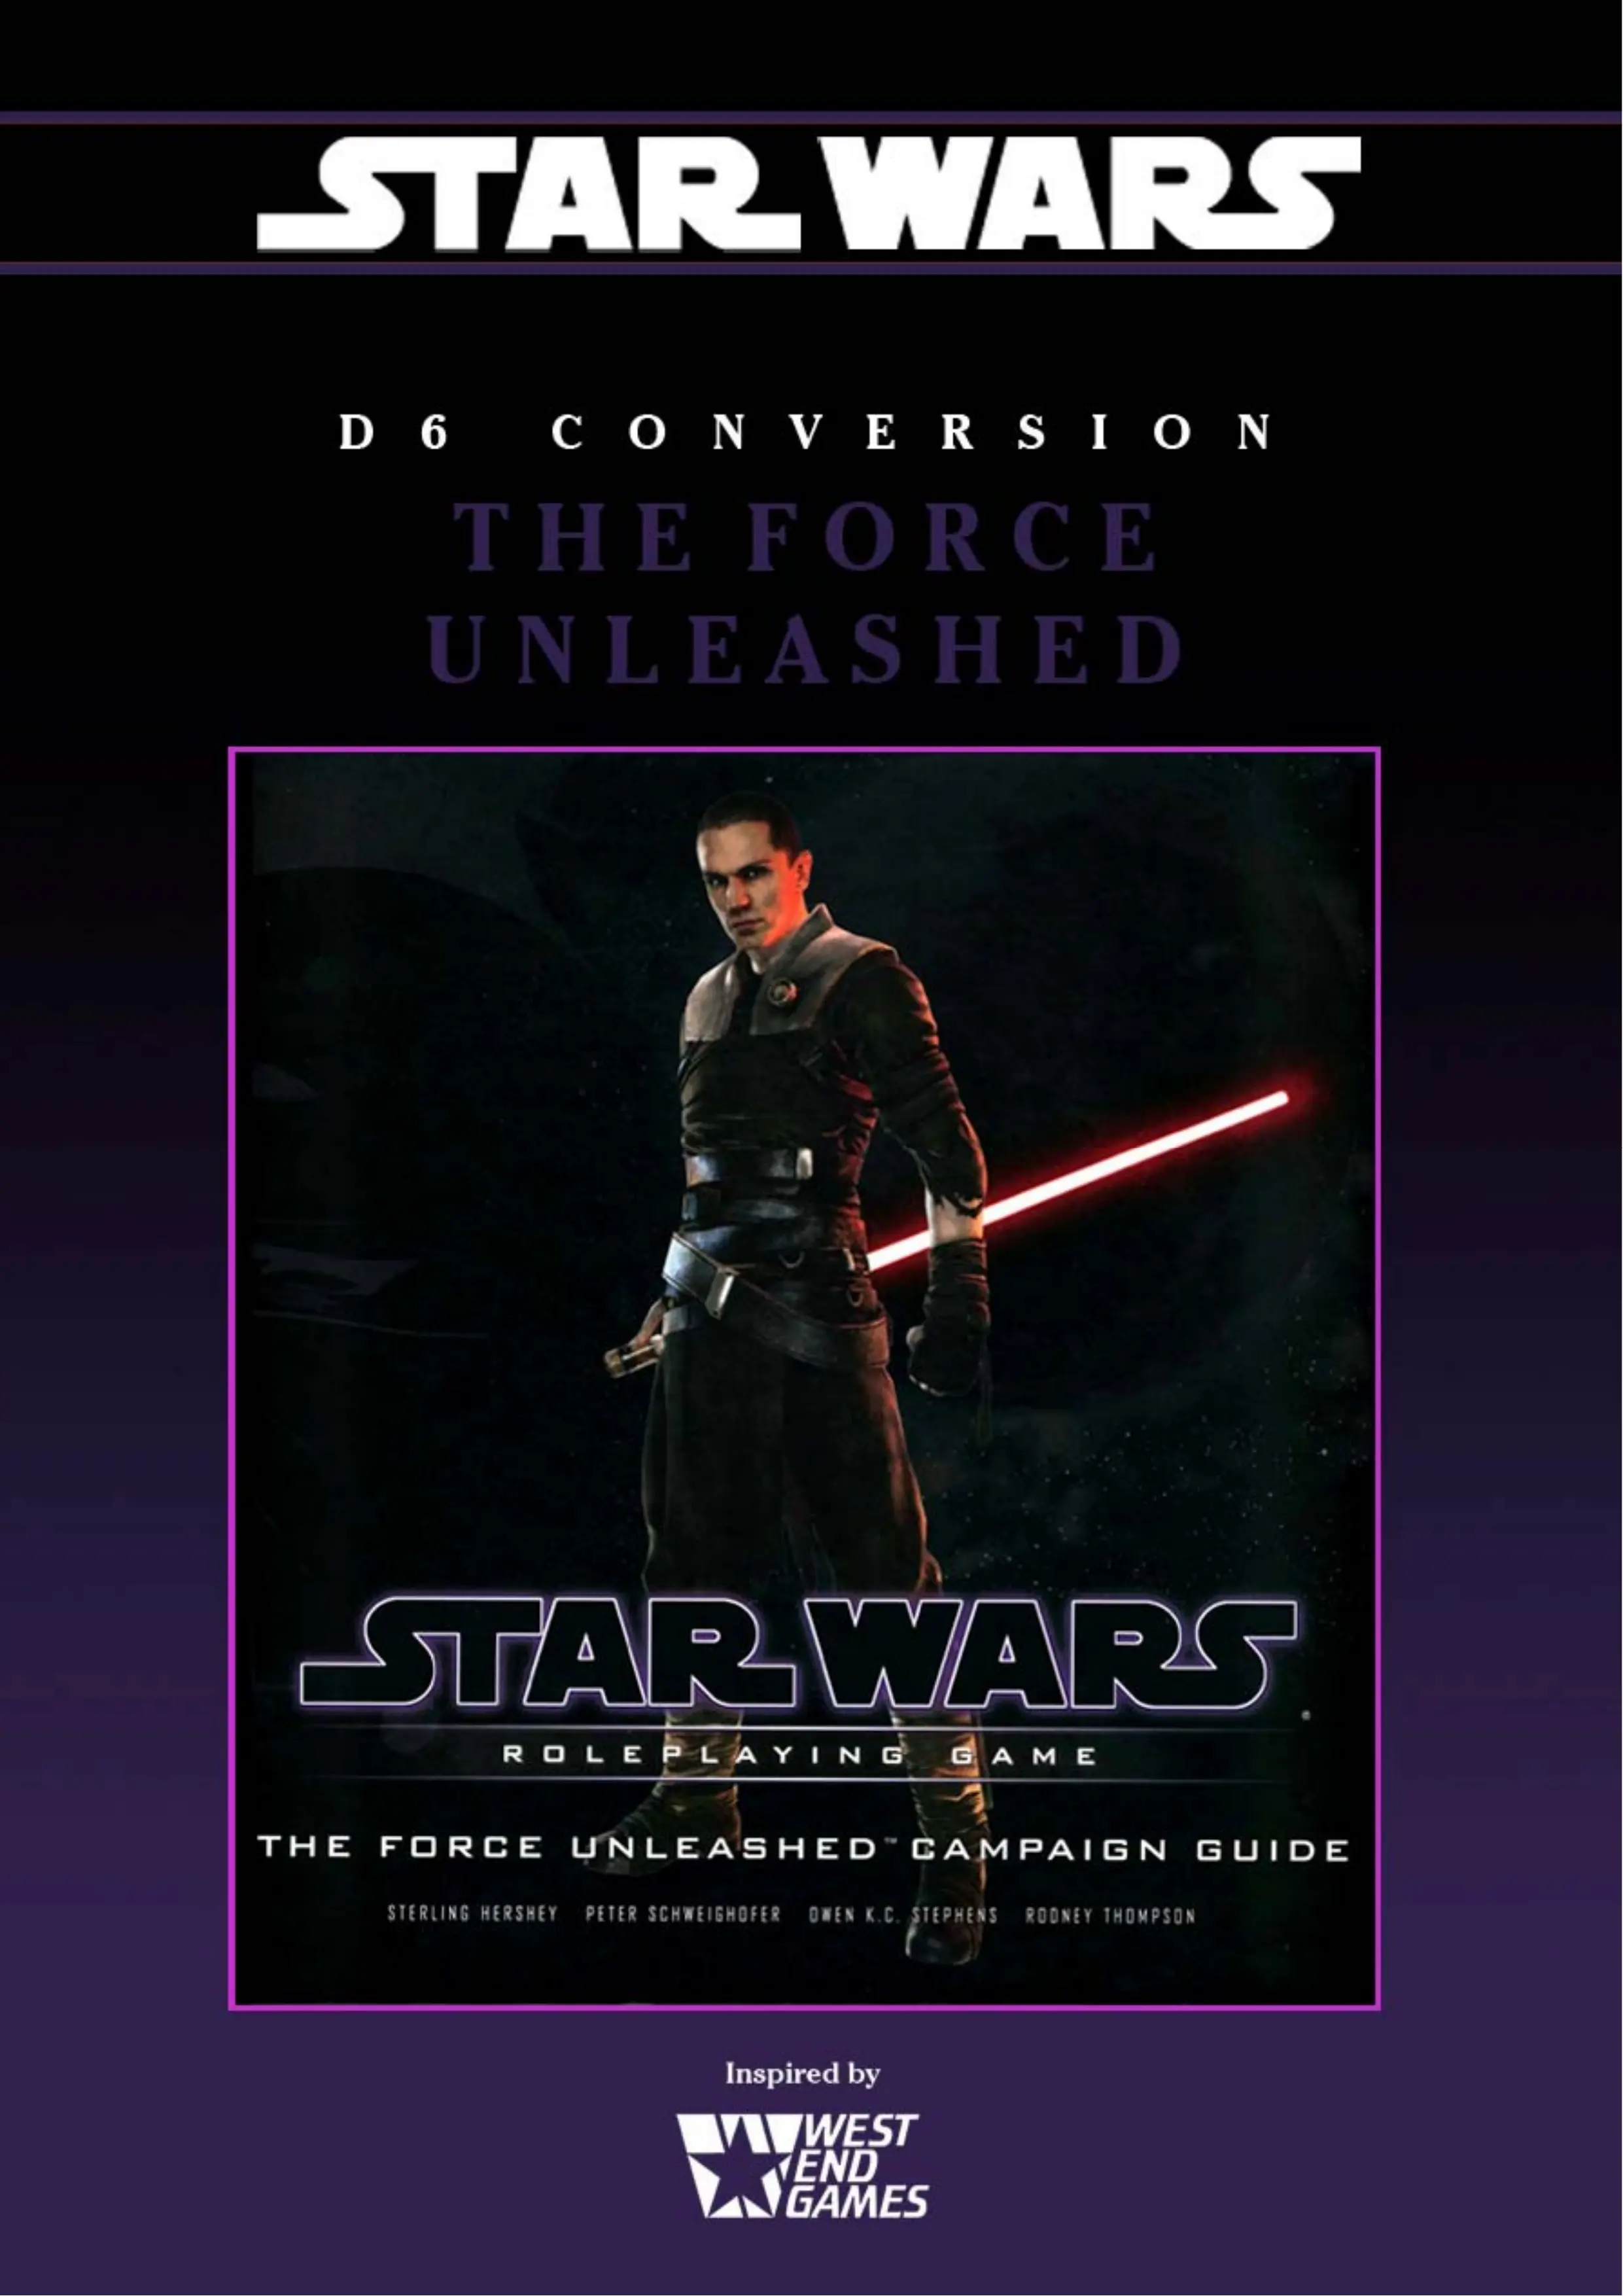 STAR WARS
D6 CONVERSION
THE FORCE
UNLEASHED
STAR WARS
ROLEPLAYING GAME
THE FORCE UNLEASHED™ CAMPAIGN GUIDE
STERLING HERSHEY PETER SCHWEIGHOFER OWEN K.C. STEPHENS RODNEY THOMPSON
Inspired by
WEST
END
GAMES